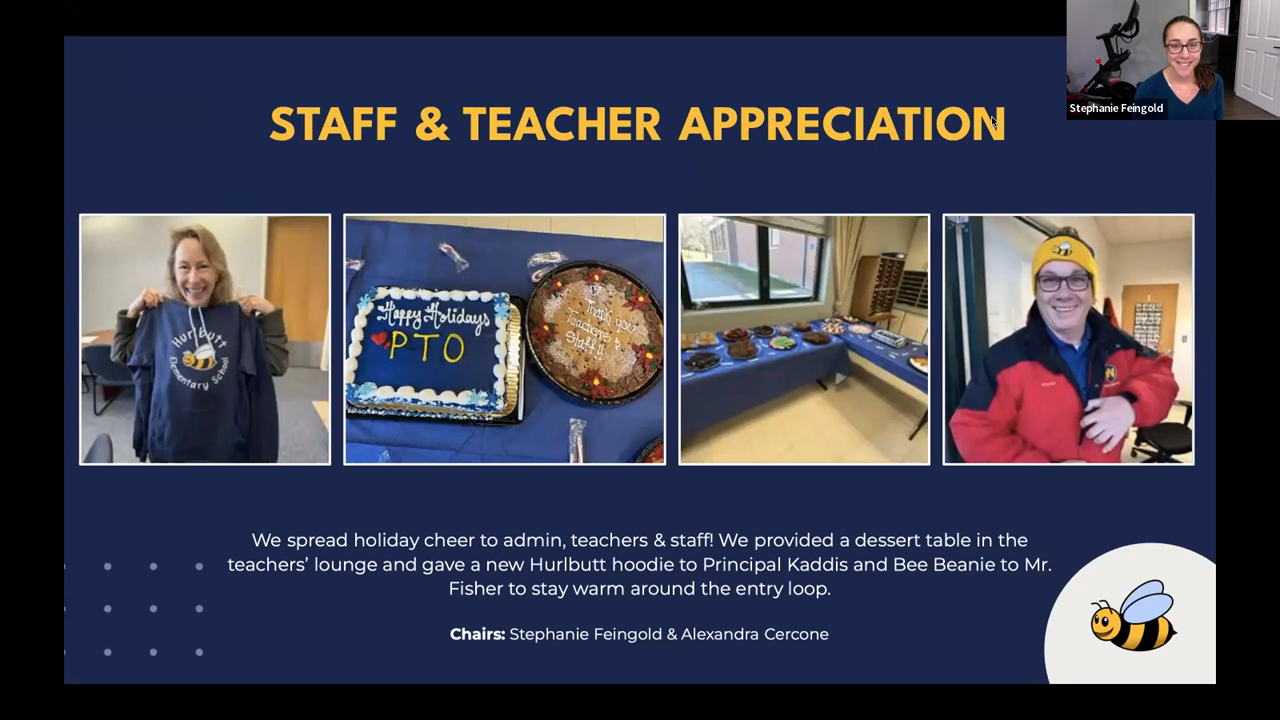 Stephanie Feingold
STAFF & TEACHER APPRECIATION
Hurlbutt
Elementary School
Happy Holidays
PTO
Thank you
Teachers &
Staff!!
We spread holiday cheer to admin, teachers & staff! We provided a dessert table in the
teachers’ lounge and gave a new Hurlbutt hoodie to Principal Kaddis and Bee Beanie to Mr.
Fisher to stay warm around the entry loop.
Chairs: Stephanie Feingold & Alexandra Cercone